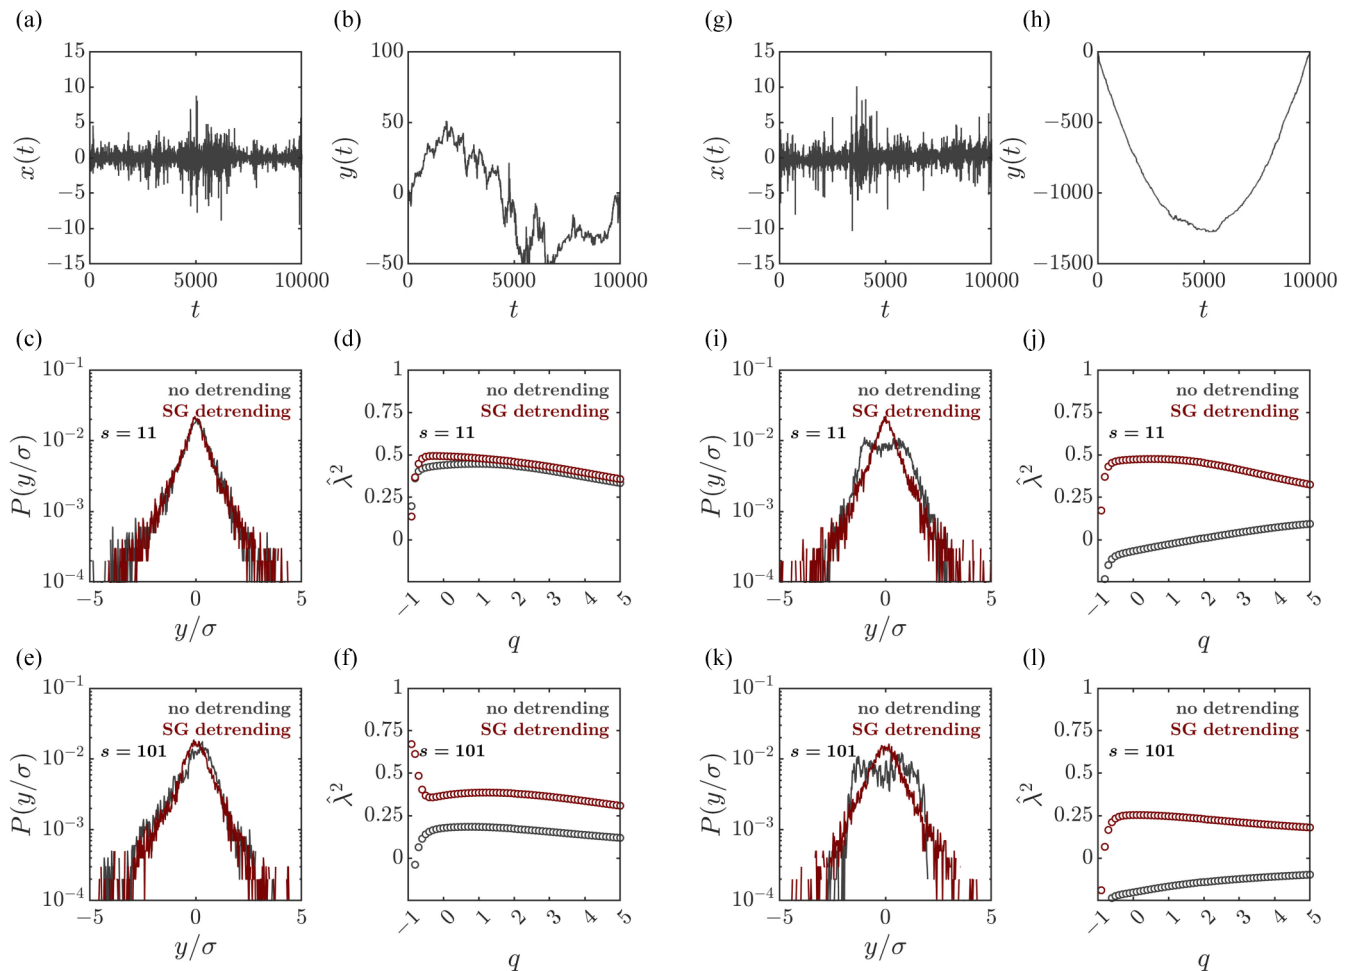 (a)
(b)
(g)
(h)
15
10
5
0
−5
−10
−15
x(t)
0
5000
10000
t
100
50
0
−50
y(t)
0
5000
10000
t
15
10
5
0
−5
−10
−15
x(t)
0
5000
10000
t
0
−500
−1000
−1500
y(t)
0
5000
10000
t
(c)
(d)
(i)
(j)
10⁻¹
10⁻²
10⁻³
10⁻⁴
P(y/σ)
no detrending
SG detrending
s = 11
−5
0
5
y/σ
1
0.75
0.5
0.25
0
λ̂²
no detrending
SG detrending
s = 11
−1
0
1
2
3
4
5
q
10⁻¹
10⁻²
10⁻³
10⁻⁴
P(y/σ)
no detrending
SG detrending
s = 11
−5
0
5
y/σ
1
0.75
0.5
0.25
0
λ̂²
no detrending
SG detrending
s = 11
−1
0
1
2
3
4
5
q
(e)
(f)
(k)
(l)
10⁻¹
10⁻²
10⁻³
10⁻⁴
P(y/σ)
no detrending
SG detrending
s = 101
−5
0
5
y/σ
1
0.75
0.5
0.25
0
λ̂²
no detrending
SG detrending
s = 101
−1
0
1
2
3
4
5
q
10⁻¹
10⁻²
10⁻³
10⁻⁴
P(y/σ)
no detrending
SG detrending
s = 101
−5
0
5
y/σ
1
0.75
0.5
0.25
0
λ̂²
no detrending
SG detrending
s = 101
−1
0
1
2
3
4
5
q